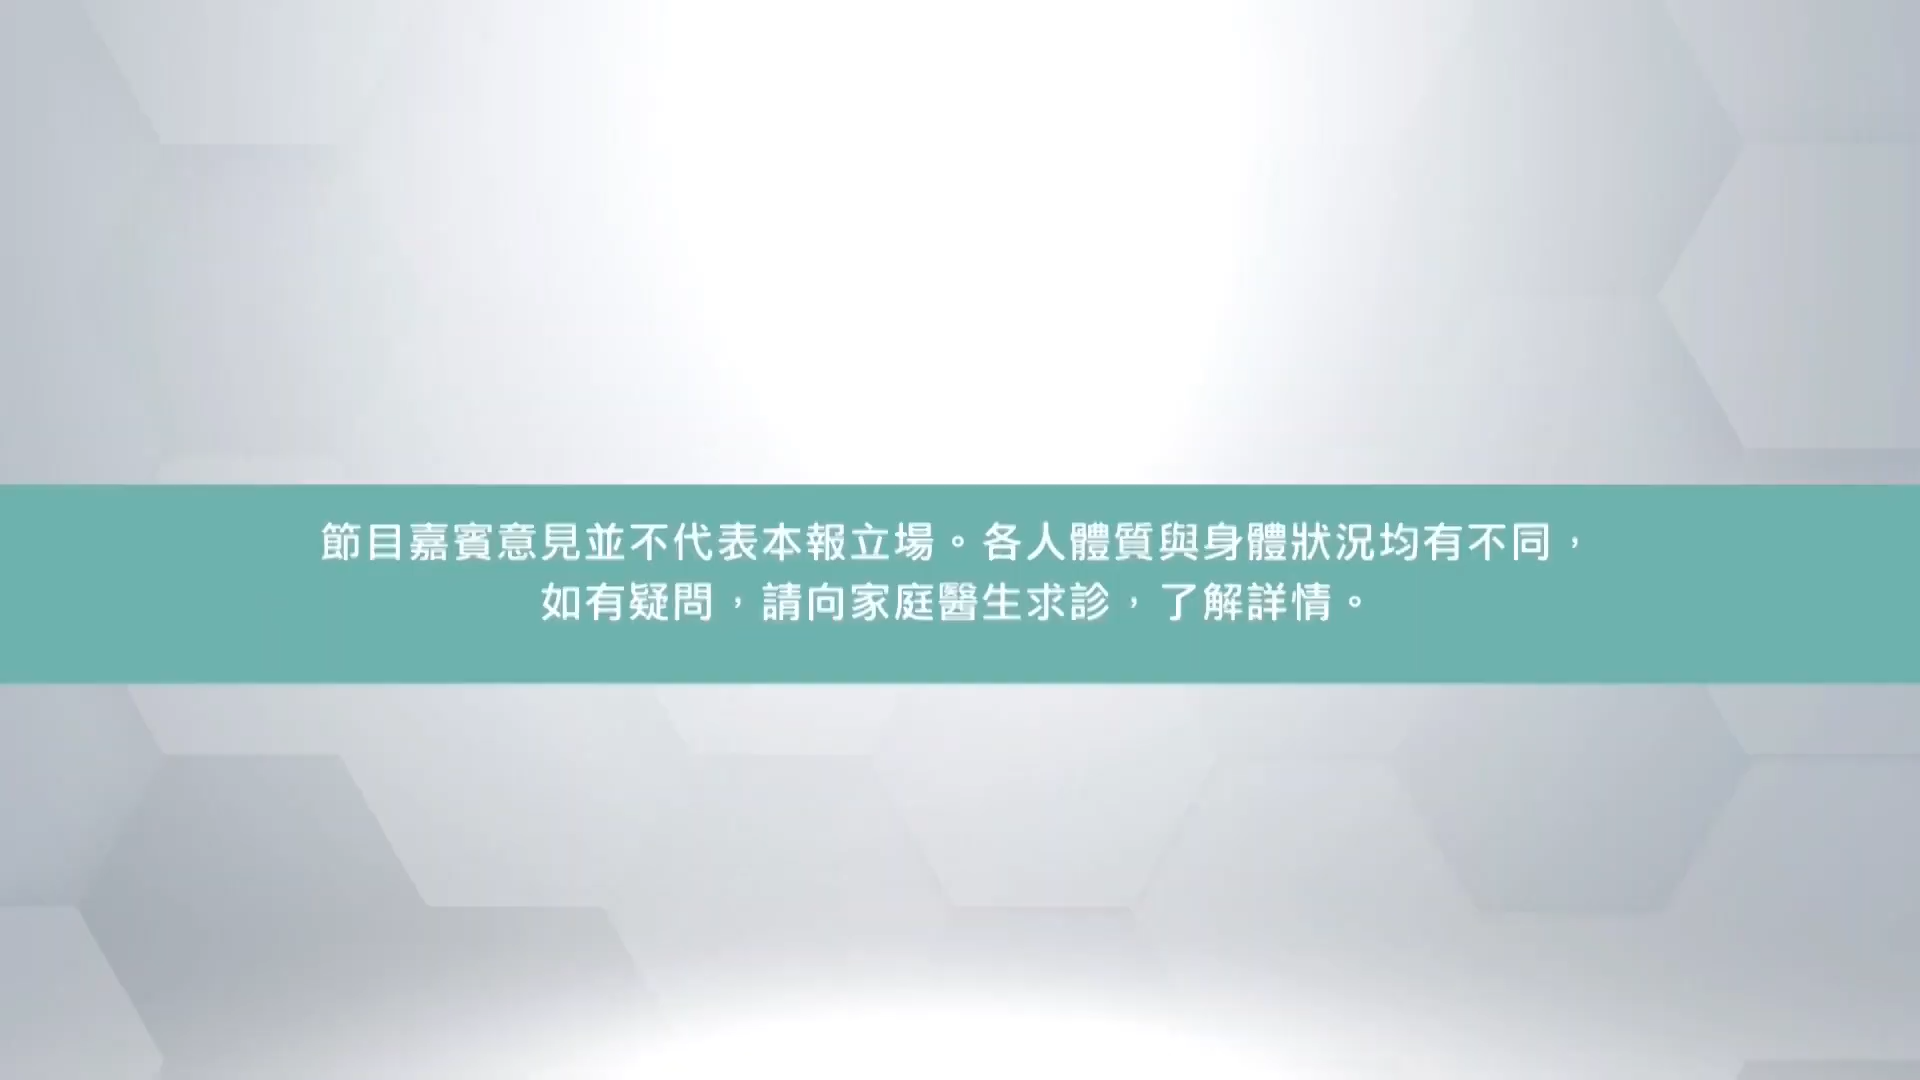 節目嘉賓意見並不代表本報立場。各人體質與身體狀況均有不同，
如有疑問，請向家庭醫生求診，了解詳情。